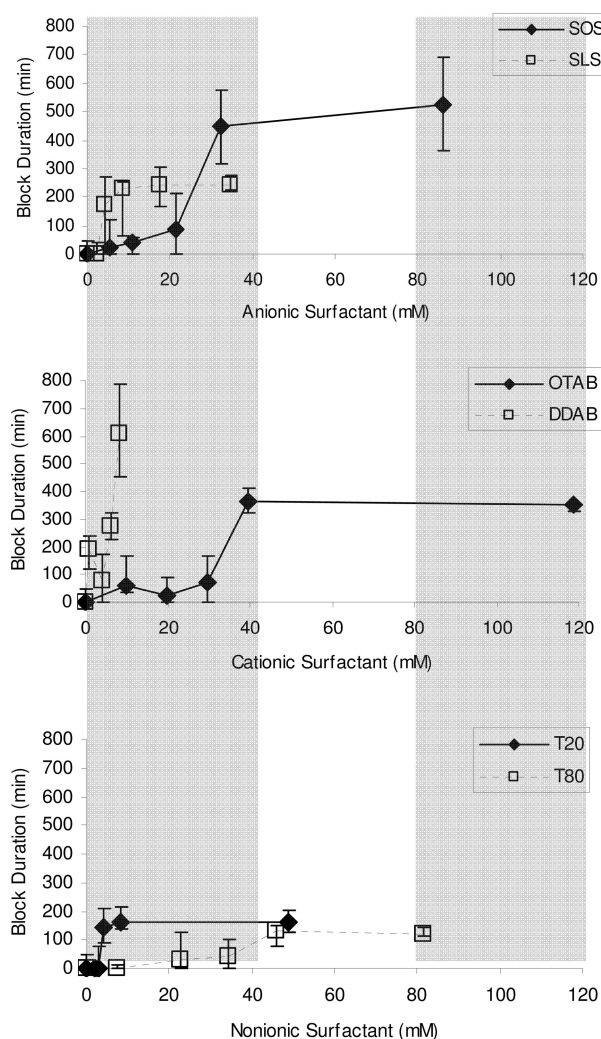 SOS
SLS
800
700
600
500
400
300
200
100
0
Block Duration (min)
0 20 40 60 80 100 120
Anionic Surfactant (mM)
OTAB
DDAB
800
700
600
500
400
300
200
100
0
Block Duration (min)
0 20 40 60 80 100 120
Cationic Surfactant (mM)
T20
T80
800
700
600
500
400
300
200
100
0
Block Duration (min)
0 20 40 60 80 100 120
Nonionic Surfactant (mM)